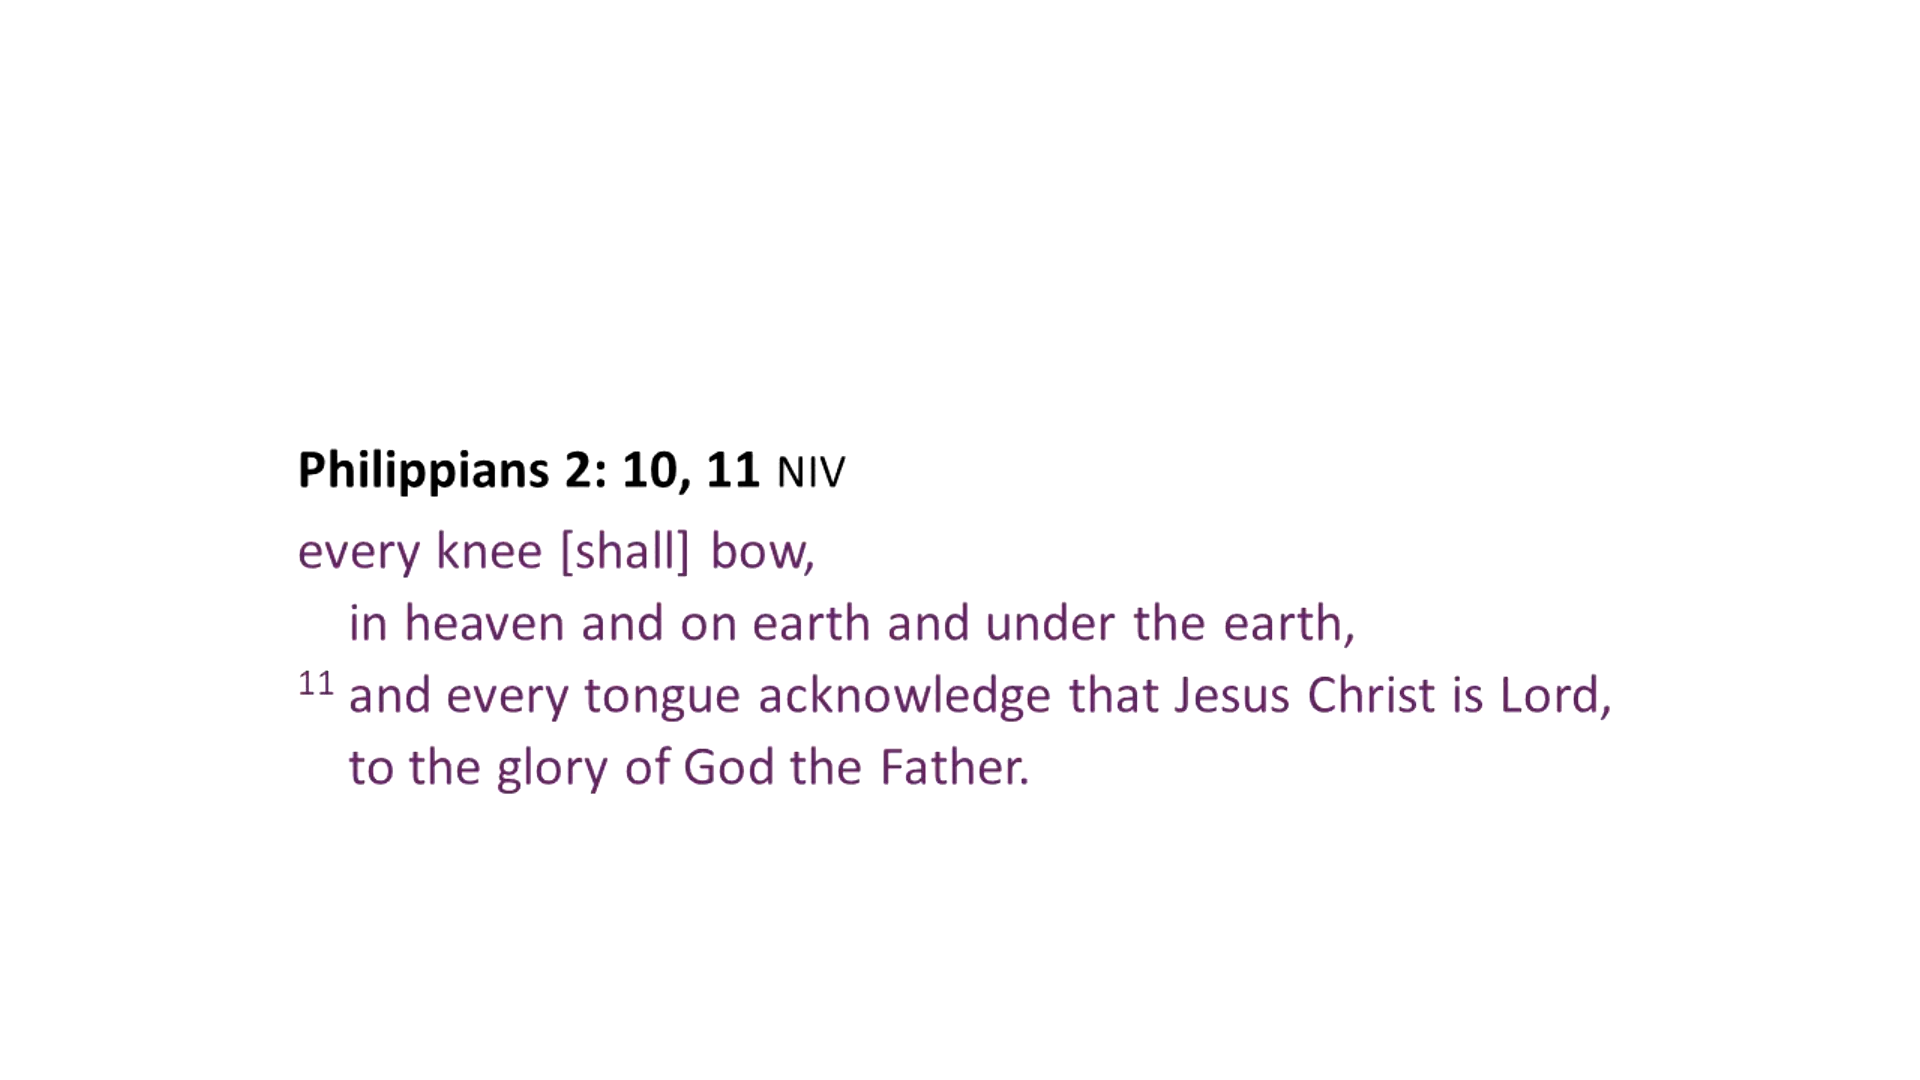 Philippians 2: 10, 11 NIV
every knee [shall] bow,
in heaven and on earth and under the earth,
11 and every tongue acknowledge that Jesus Christ is Lord,
to the glory of God the Father.